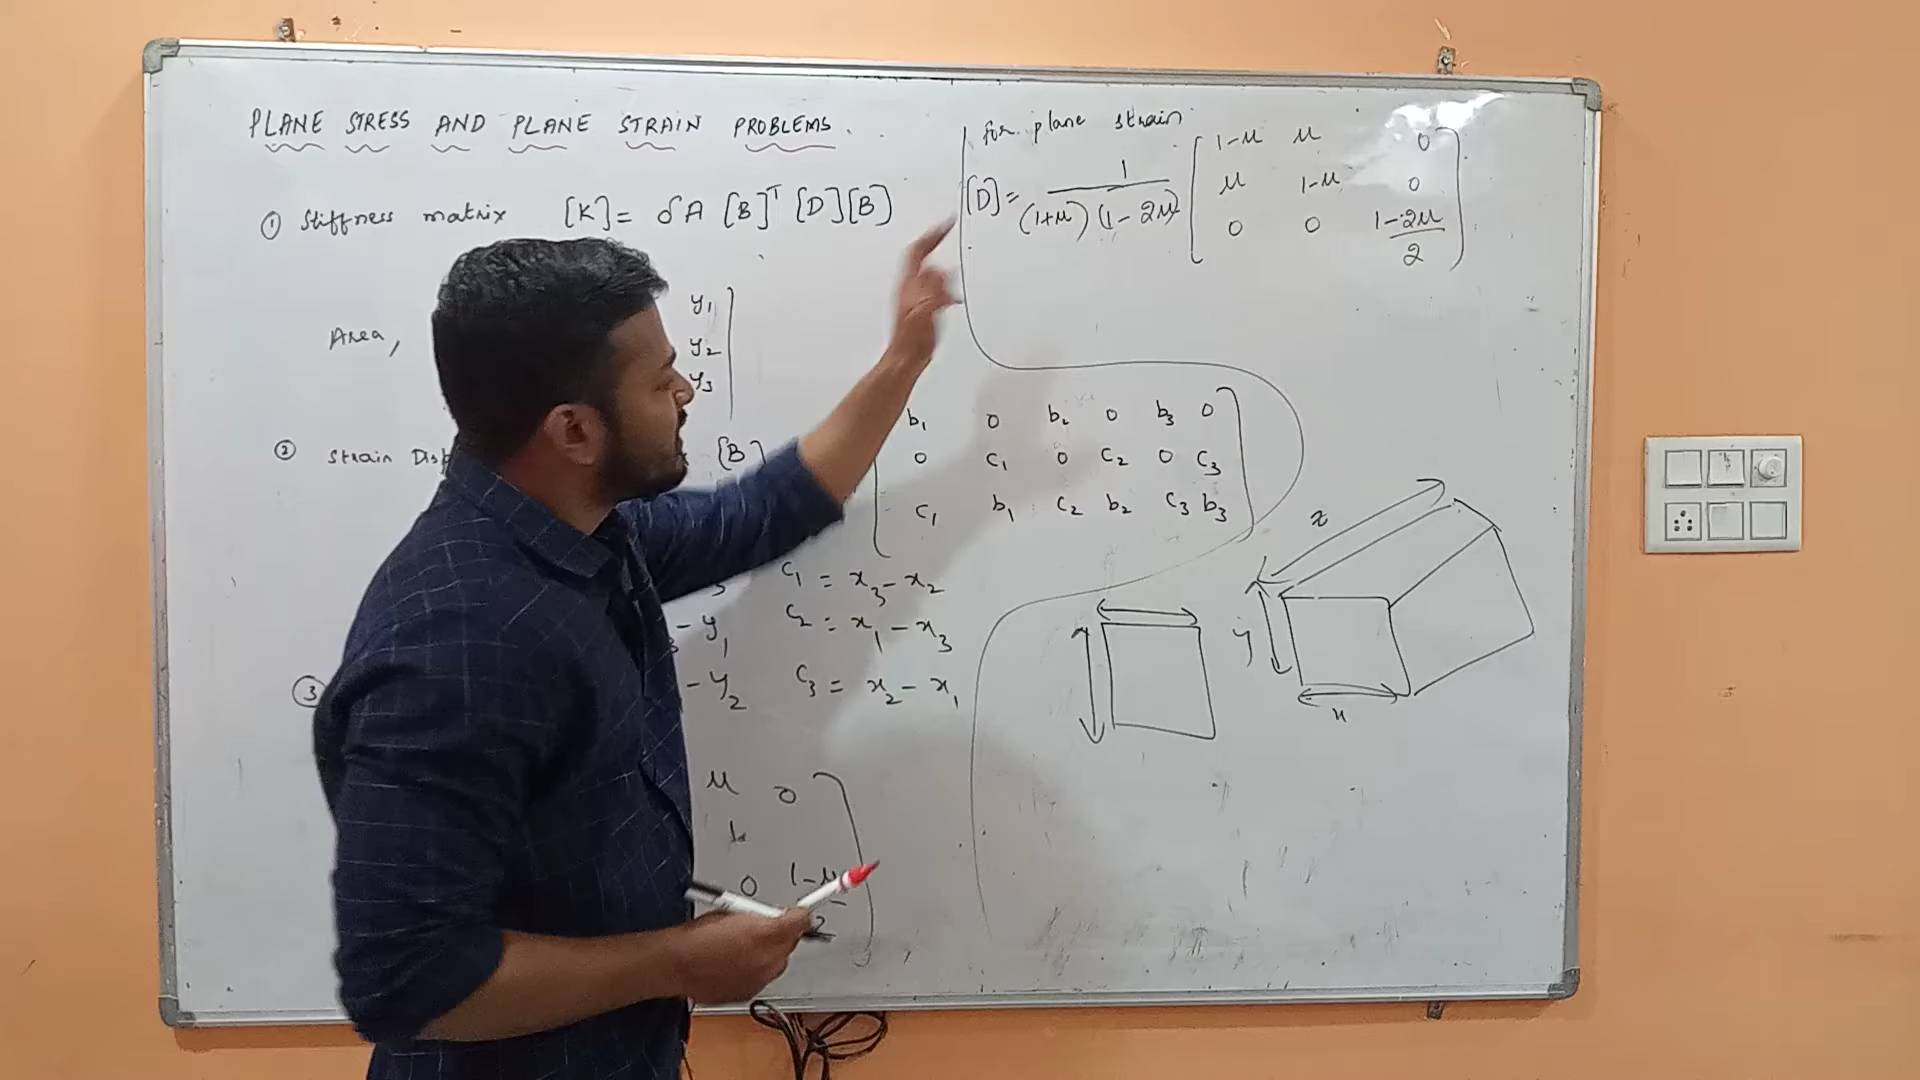 PLANE STRESS AND PLANE STRAIN PROBLEMS.
① Stiffness matrix [K] = δA [B]ᵀ [D][B]
Area,
y₁
y₂
y₃
② Strain [B]
b₁ 0 b₂ 0 b₃ 0
0 c₁ 0 c₂ 0 c₃
c₁ b₁ c₂ b₂ c₃ b₃
c₁ = x₃ - x₂
- y₁ c₂ = x₁ - x₃
- y₂ c₃ = x₂ - x₁
③
μ 0
1
0 1-μ
2
for plane strain
[D] = 1 / (1+μ)(1-2μ)
1-μ μ 0
μ 1-μ 0
0 0 1-2μ / 2
z
y
x